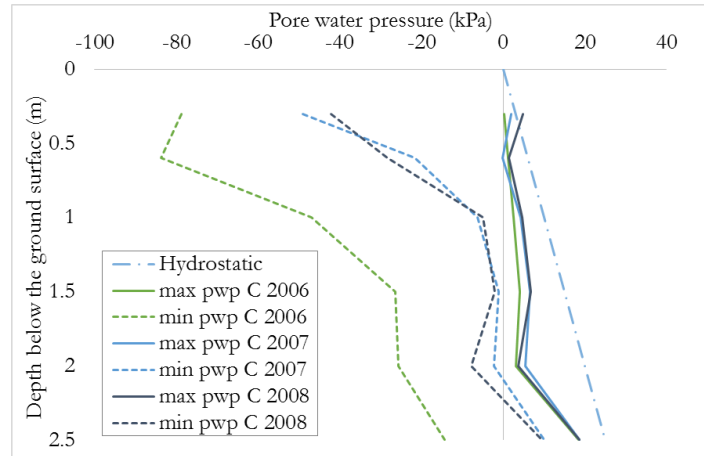 Pore water pressure (kPa)
-100 -80 -60 -40 -20 0 20 40
Depth below the ground surface (m)
0
0.5
1
1.5
2
2.5
Hydrostatic
max pwp C 2006
min pwp C 2006
max pwp C 2007
min pwp C 2007
max pwp C 2008
min pwp C 2008